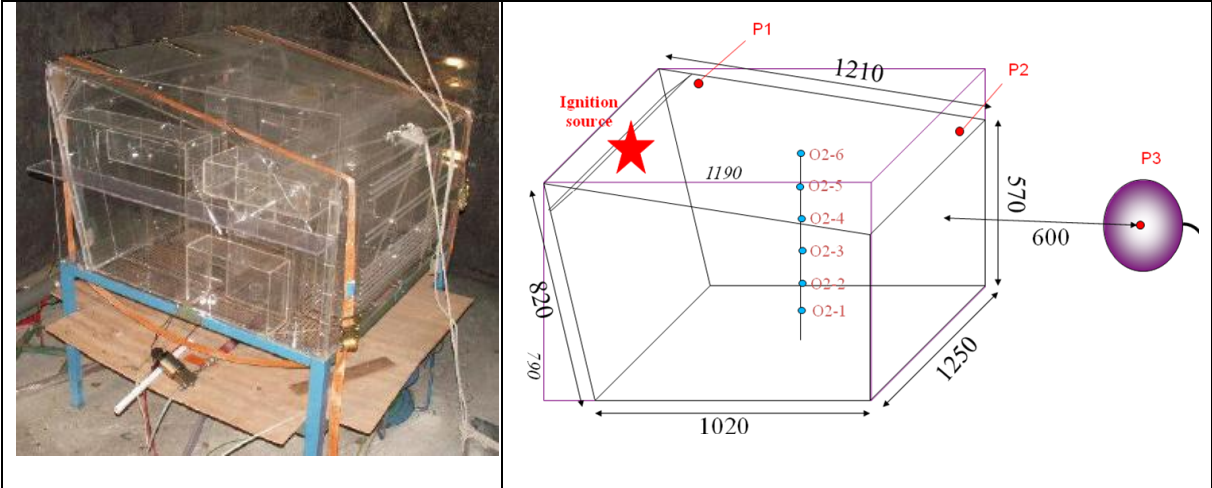 P1
1210
P2
Ignition
source
O2-6
P3
1190
O2-5
570
O2-4
600
O2-3
820
O2-2
O2-1
790
1250
1020